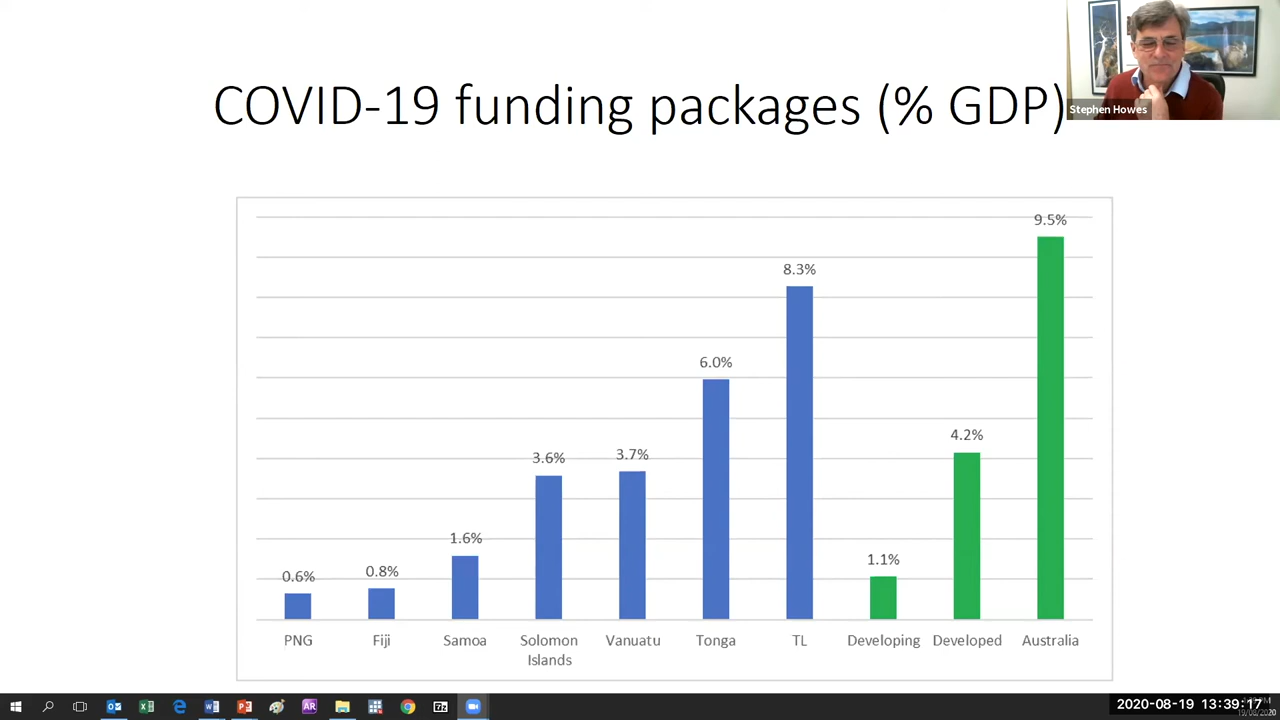 COVID-19 funding packages (% GDP)
Stephen Howes
9.5%
8.3%
6.0%
4.2%
3.6%
3.7%
1.6%
1.1%
0.6%
0.8%
PNG
Fiji
Samoa
Solomon
Islands
Vanuatu
Tonga
TL
Developing
Developed
Australia
2020-08-19 13:39:17